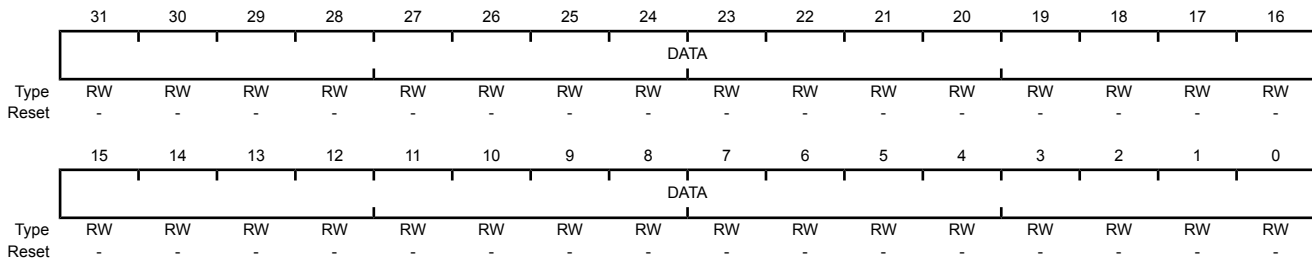 31 30 29 28 27 26 25 24 23 22 21 20 19 18 17 16
DATA
Type RW RW RW RW RW RW RW RW RW RW RW RW RW RW RW RW
Reset - - - - - - - - - - - - - - - -
15 14 13 12 11 10 9 8 7 6 5 4 3 2 1 0
DATA
Type RW RW RW RW RW RW RW RW RW RW RW RW RW RW RW RW
Reset - - - - - - - - - - - - - - - -